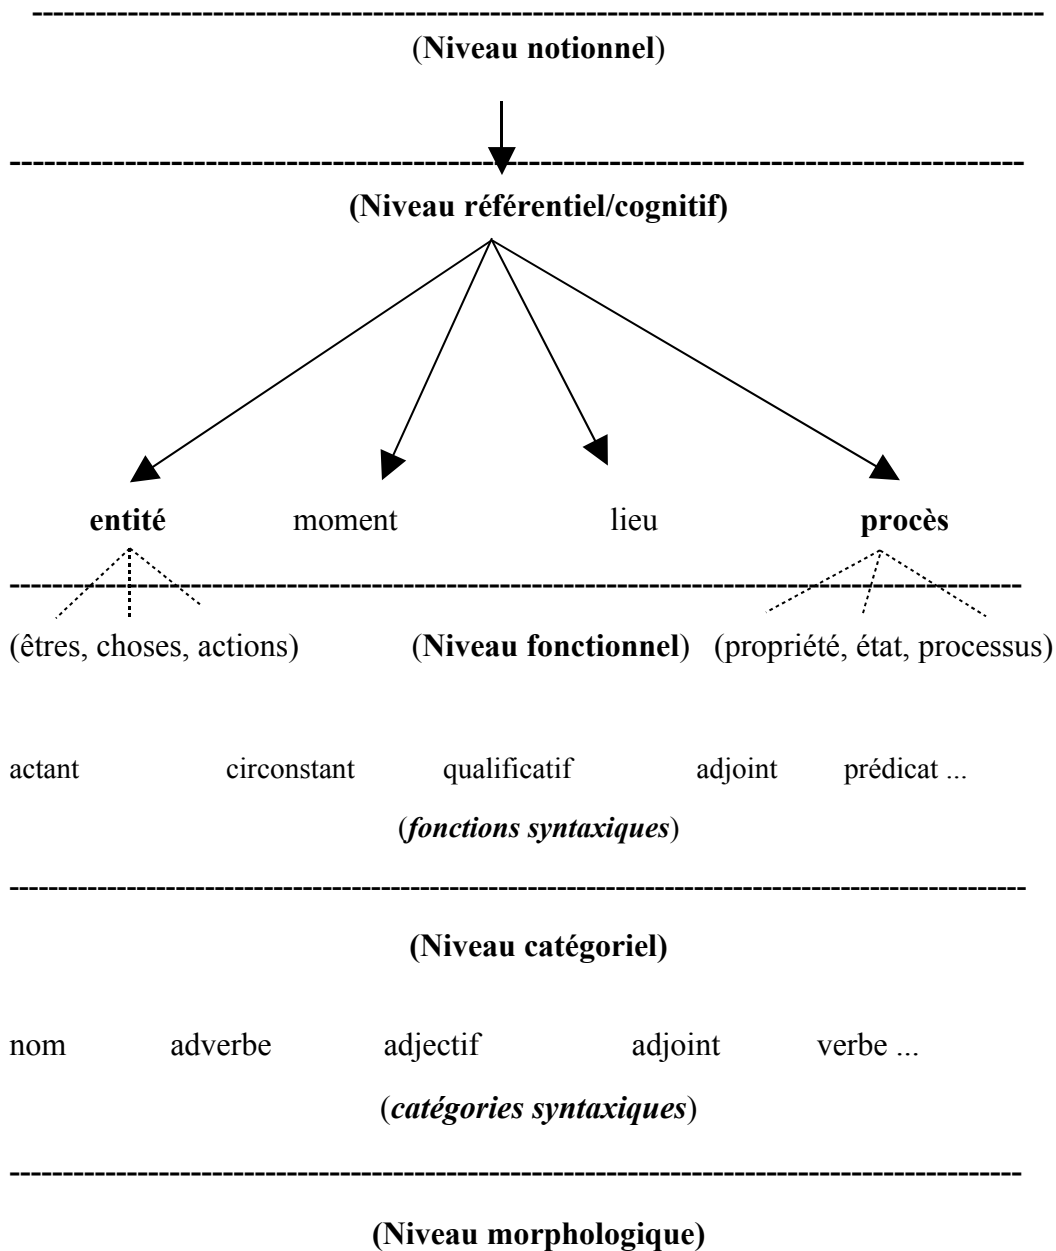 (Niveau notionnel)
(Niveau référentiel/cognitif)
entité moment lieu procès
(êtres, choses, actions) (Niveau fonctionnel) (propriété, état, processus)
actant circonstant qualificatif adjoint prédicat ...
(fonctions syntaxiques)
(Niveau catégoriel)
nom adverbe adjectif adjoint verbe ...
(catégories syntaxiques)
(Niveau morphologique)